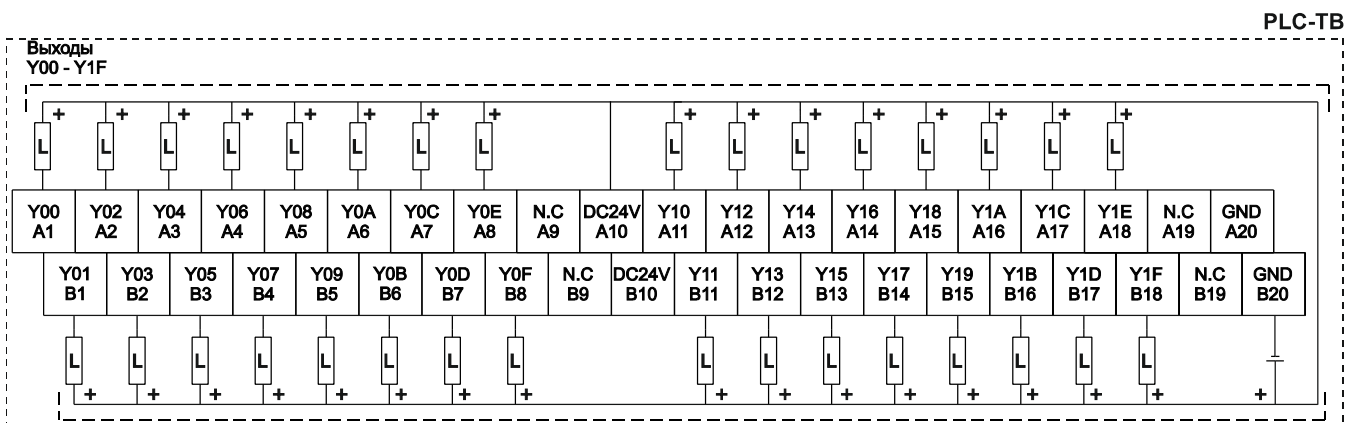 PLC-TB
Выходы
Y00 - Y1F
+ + + + + + + + + + + + + + + +
L L L L L L L L L L L L L L L L
Y00 Y02 Y04 Y06 Y08 Y0A Y0C Y0E N.C DC24V Y10 Y12 Y14 Y16 Y18 Y1A Y1C Y1E N.C GND
A1 A2 A3 A4 A5 A6 A7 A8 A9 A10 A11 A12 A13 A14 A15 A16 A17 A18 A19 A20
Y01 Y03 Y05 Y07 Y09 Y0B Y0D Y0F N.C DC24V Y11 Y13 Y15 Y17 Y19 Y1B Y1D Y1F N.C GND
B1 B2 B3 B4 B5 B6 B7 B8 B9 B10 B11 B12 B13 B14 B15 B16 B17 B18 B19 B20
L L L L L L L L L L L L L L L L
+ + + + + + + + + + + + + + + + +